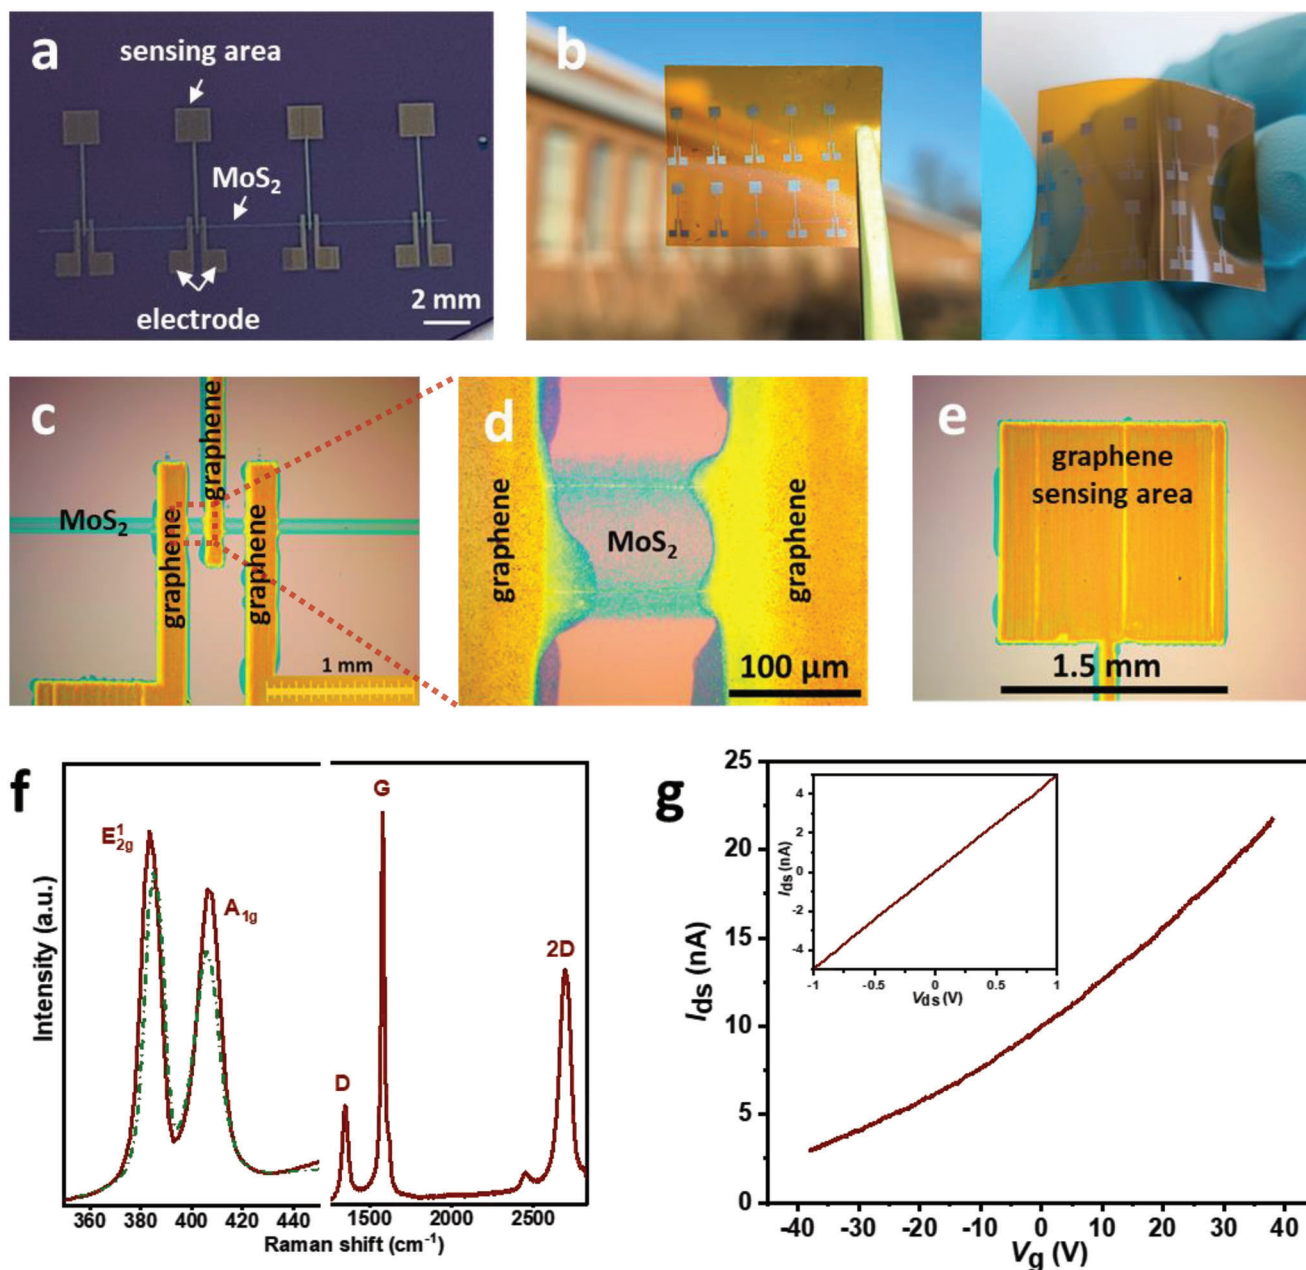 a
sensing area
MoS₂
electrode
2 mm
b
c
graphene
MoS₂
graphene
graphene
1 mm
d
graphene
MoS₂
graphene
100 μm
e
graphene
sensing area
1.5 mm
f
E¹₂g
A₁g
D
G
2D
Intensity (a.u.)
360 380 400 420 440 1500 2000 2500
Raman shift (cm⁻¹)
g
25
20
15
10
5
0
Ids (nA)
-40 -30 -20 -10 0 10 20 30 40
Vg (V)
4
2
0
-2
-4
Ids (nA)
-1 -0.5 0 0.5 1
Vds (V)